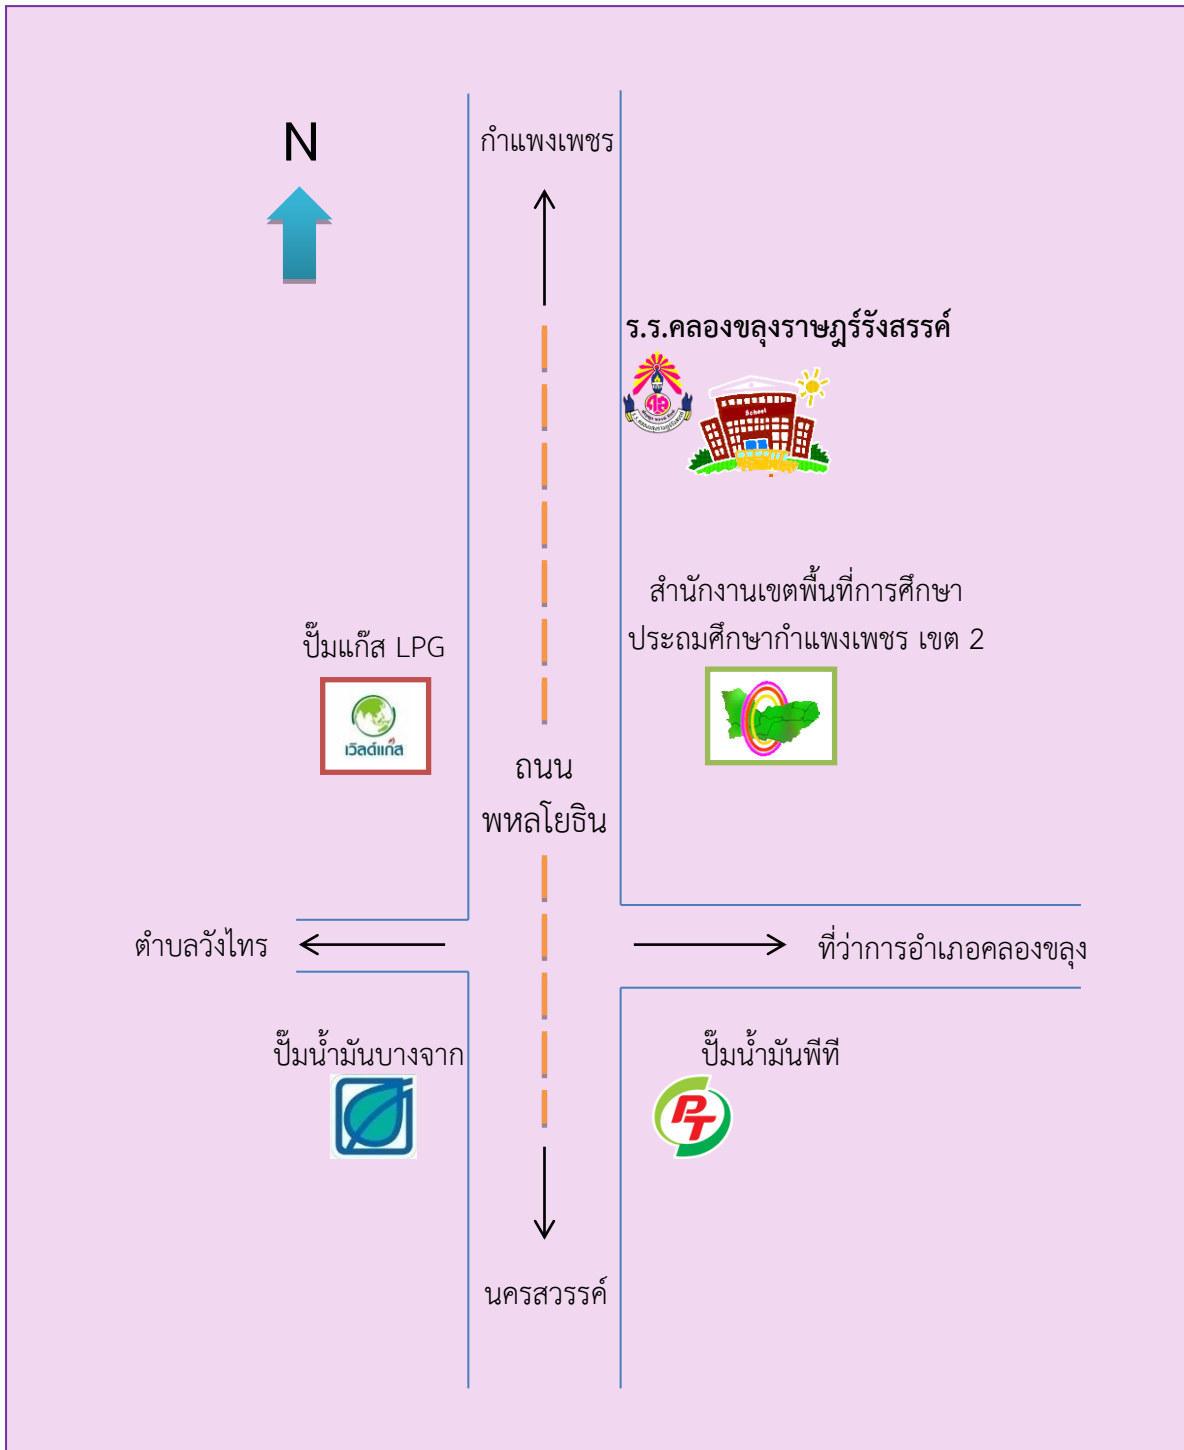 N
กำแพงเพชร
ร.ร.คลองขลุงราษฎร์รังสรรค์
School
สำนักงานเขตพื้นที่การศึกษา
ประถมศึกษากำแพงเพชร เขต 2
ปั๊มแก๊ส LPG
เวิลด์แก๊ส
ถนน
พหลโยธิน
ตำบลวังไทร
ที่ว่าการอำเภอคลองขลุง
ปั๊มน้ำมันบางจาก
ปั๊มน้ำมันพีที
PT
นครสวรรค์